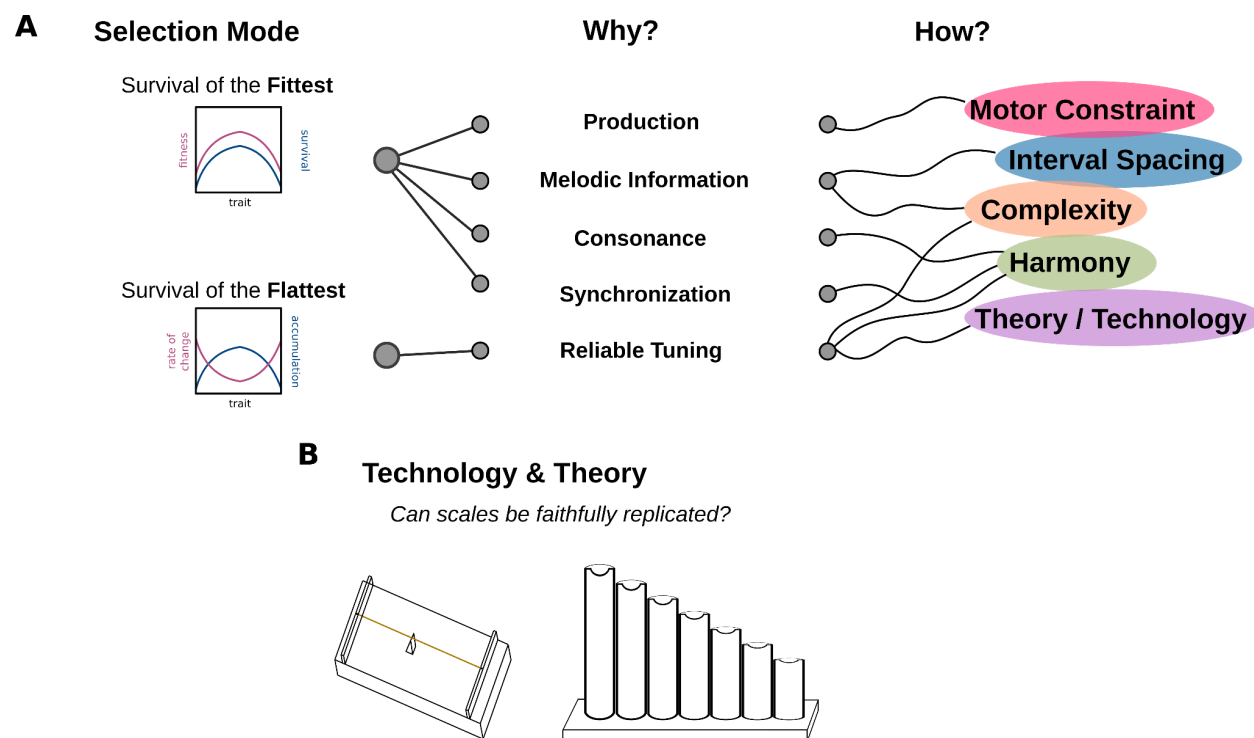 A
Selection Mode
Why?
How?
Survival of the Fittest
fitness
survival
trait
Survival of the Flattest
rate of
change
accumulation
trait
Production
Melodic Information
Consonance
Synchronization
Reliable Tuning
Motor Constraint
Interval Spacing
Complexity
Harmony
Theory / Technology
B
Technology & Theory
Can scales be faithfully replicated?